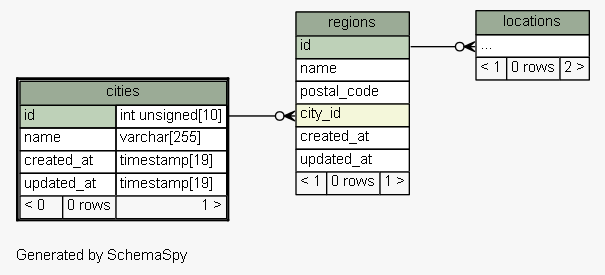 regions
id
name
postal_code
city_id
created_at
updated_at
< 1 0 rows 1 >
locations
...
< 1 0 rows 2 >
cities
id int unsigned[10]
name varchar[255]
created_at timestamp[19]
updated_at timestamp[19]
< 0 0 rows 1 >
Generated by SchemaSpy